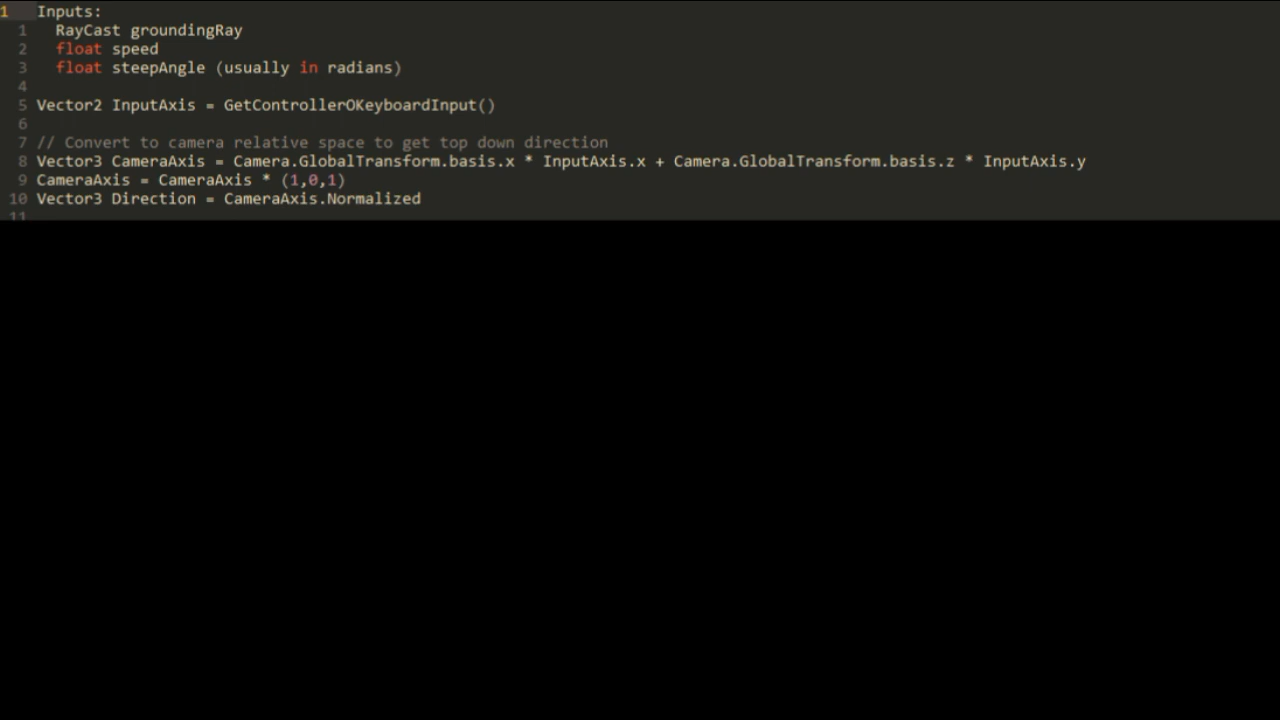 1 Inputs:
1 RayCast groundingRay
2 float speed
3 float steepAngle (usually in radians)
4
5 Vector2 InputAxis = GetControllerOKeyboardInput()
6
7 // Convert to camera relative space to get top down direction
8 Vector3 CameraAxis = Camera.GlobalTransform.basis.x * InputAxis.x + Camera.GlobalTransform.basis.z * InputAxis.y
9 CameraAxis = CameraAxis * (1,0,1)
10 Vector3 Direction = CameraAxis.Normalized
11